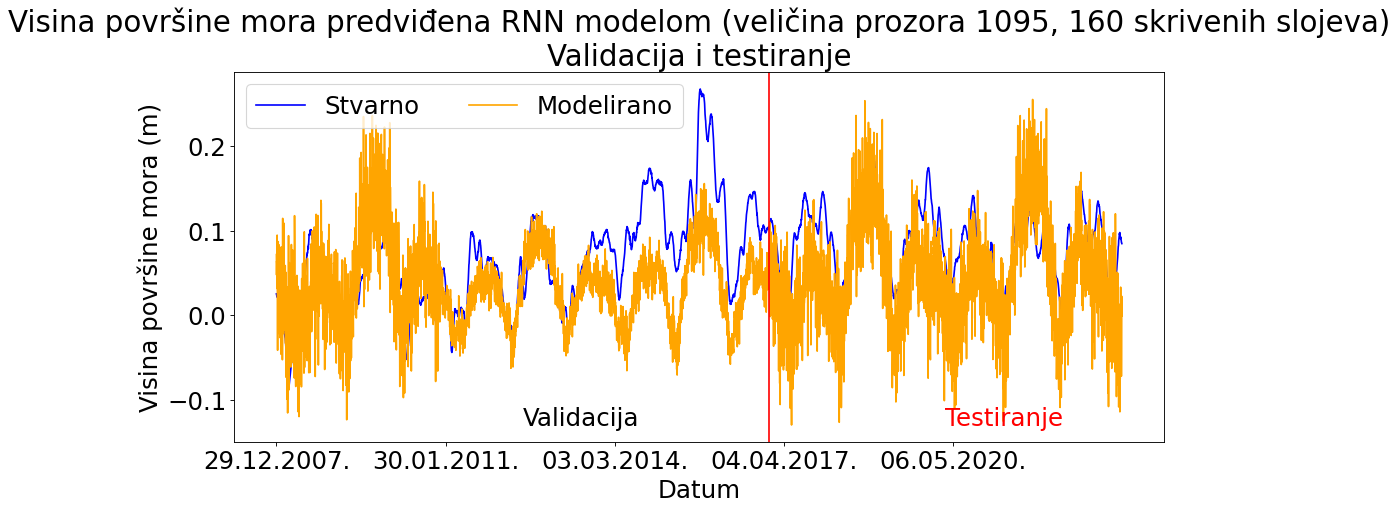 Visina površine mora predviđena RNN modelom (veličina prozora 1095, 160 skrivenih slojeva)
Validacija i testiranje
Stvarno
Modelirano
Visina površine mora (m)
0.2
0.1
0.0
−0.1
Validacija
Testiranje
29.12.2007.
30.01.2011.
03.03.2014.
04.04.2017.
06.05.2020.
Datum